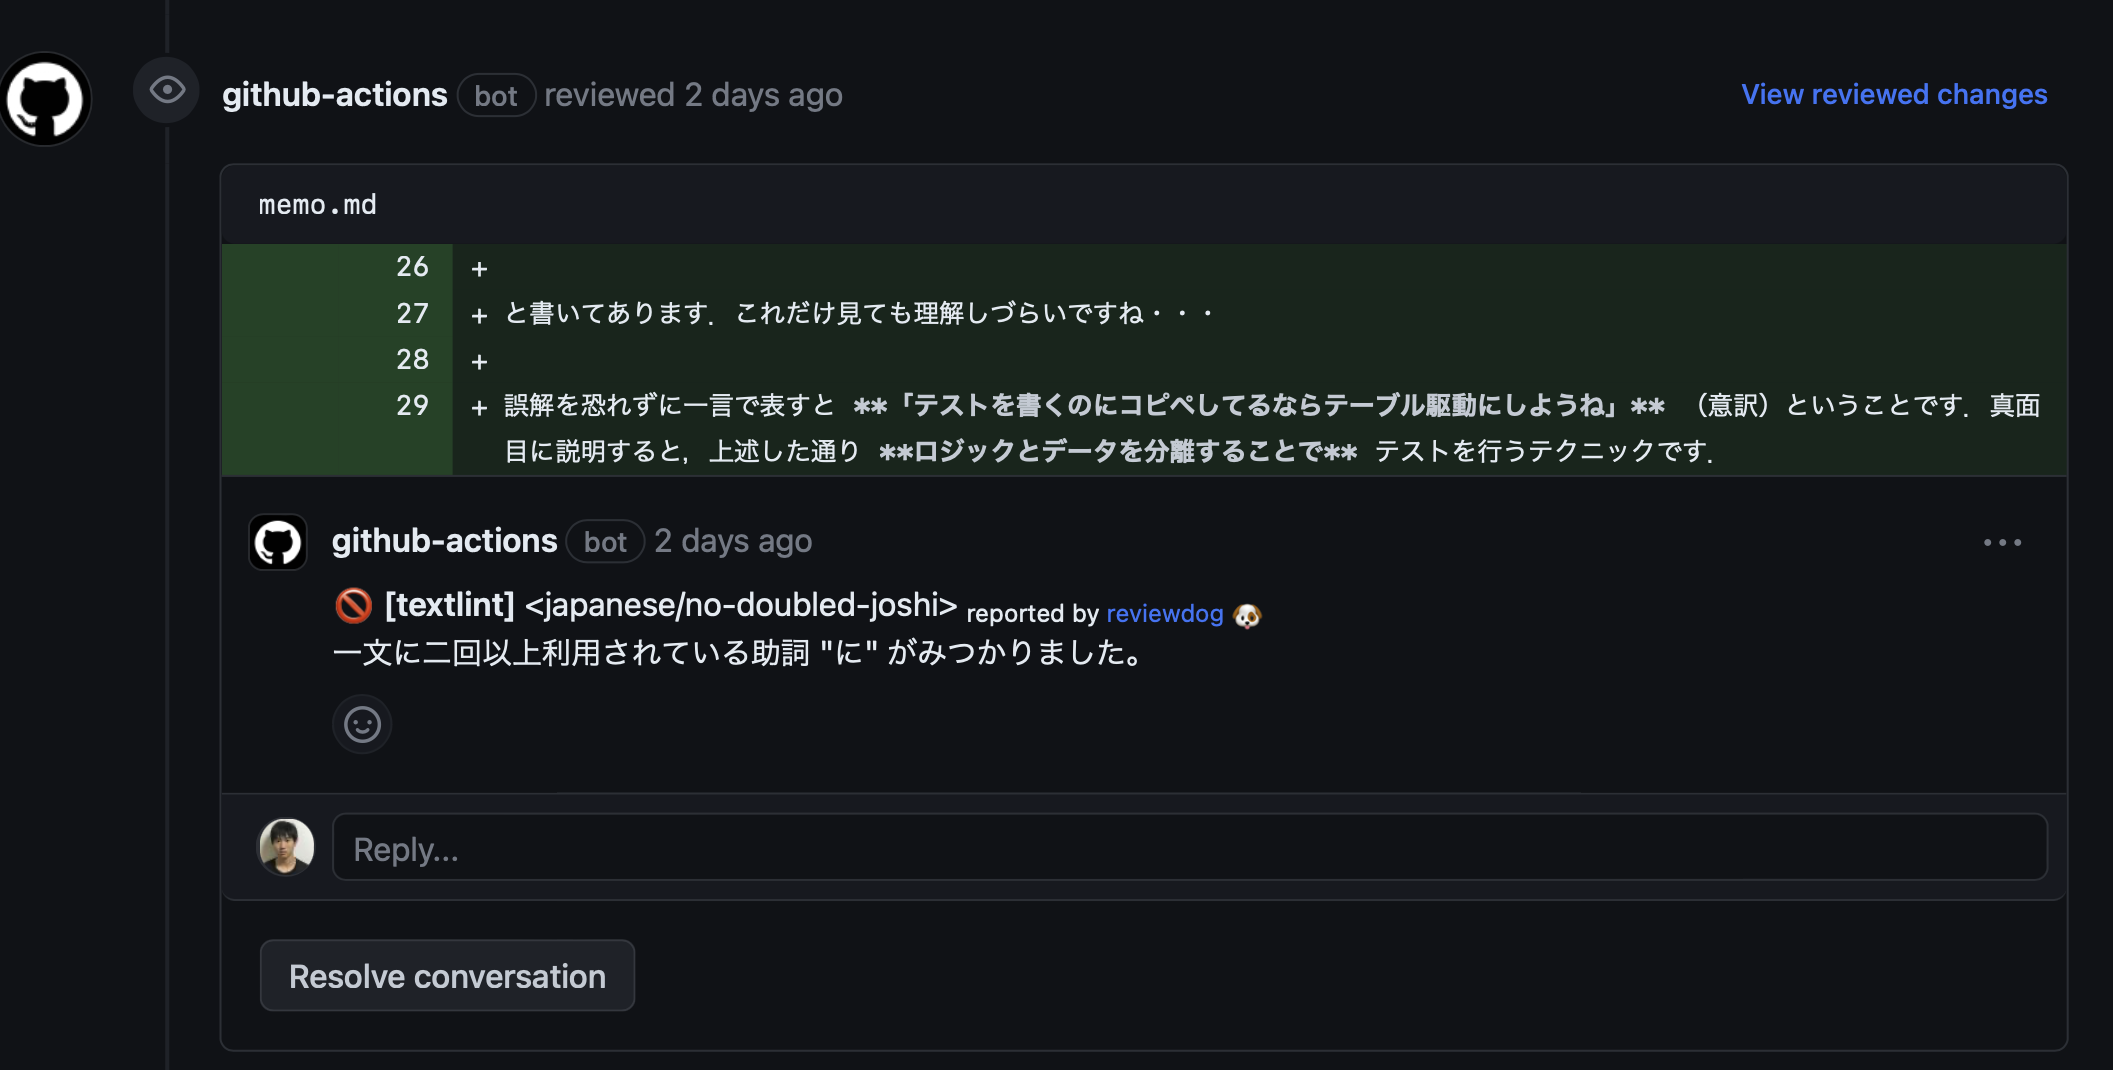 github-actions bot reviewed 2 days ago View reviewed changes
memo.md
26 +
27 + と書いてあります．これだけ見ても理解しづらいですね・・・
28 +
29 + 誤解を恐れずに一言で表すと **「テストを書くのにコピペしてるならテーブル駆動にしようね」** （意訳）ということです．真面
目に説明すると，上述した通り **ロジックとデータを分離することで** テストを行うテクニックです．
github-actions bot 2 days ago
🚫 [textlint] <japanese/no-doubled-joshi> reported by reviewdog 🐶
一文に二回以上利用されている助詞 "に" がみつかりました。
Reply...
Resolve conversation